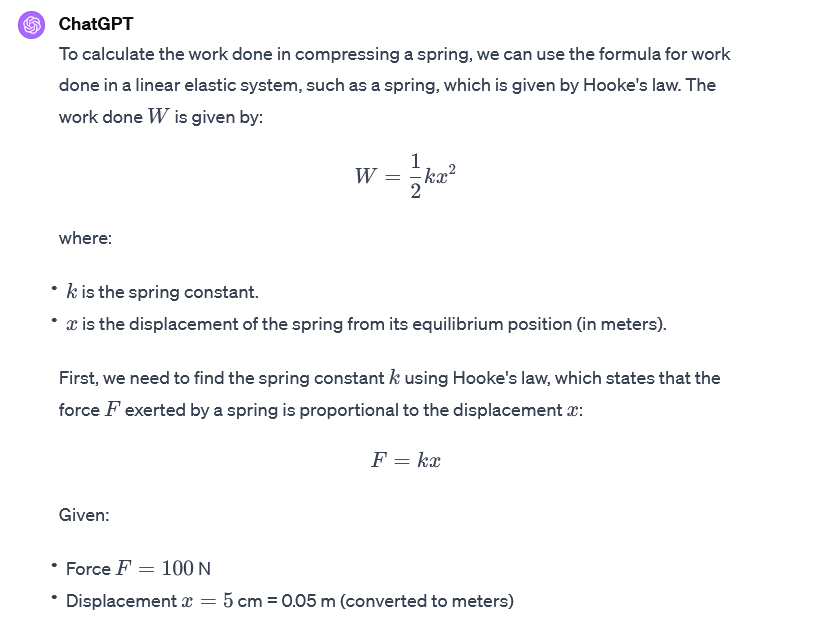 ChatGPT
To calculate the work done in compressing a spring, we can use the formula for work
done in a linear elastic system, such as a spring, which is given by Hooke's law. The
work done W is given by:
W = \frac{1}{2}kx^2
where:
• k is the spring constant.
• x is the displacement of the spring from its equilibrium position (in meters).
First, we need to find the spring constant k using Hooke's law, which states that the
force F exerted by a spring is proportional to the displacement x:
F = kx
Given:
• Force F = 100 N
• Displacement x = 5 cm = 0.05 m (converted to meters)